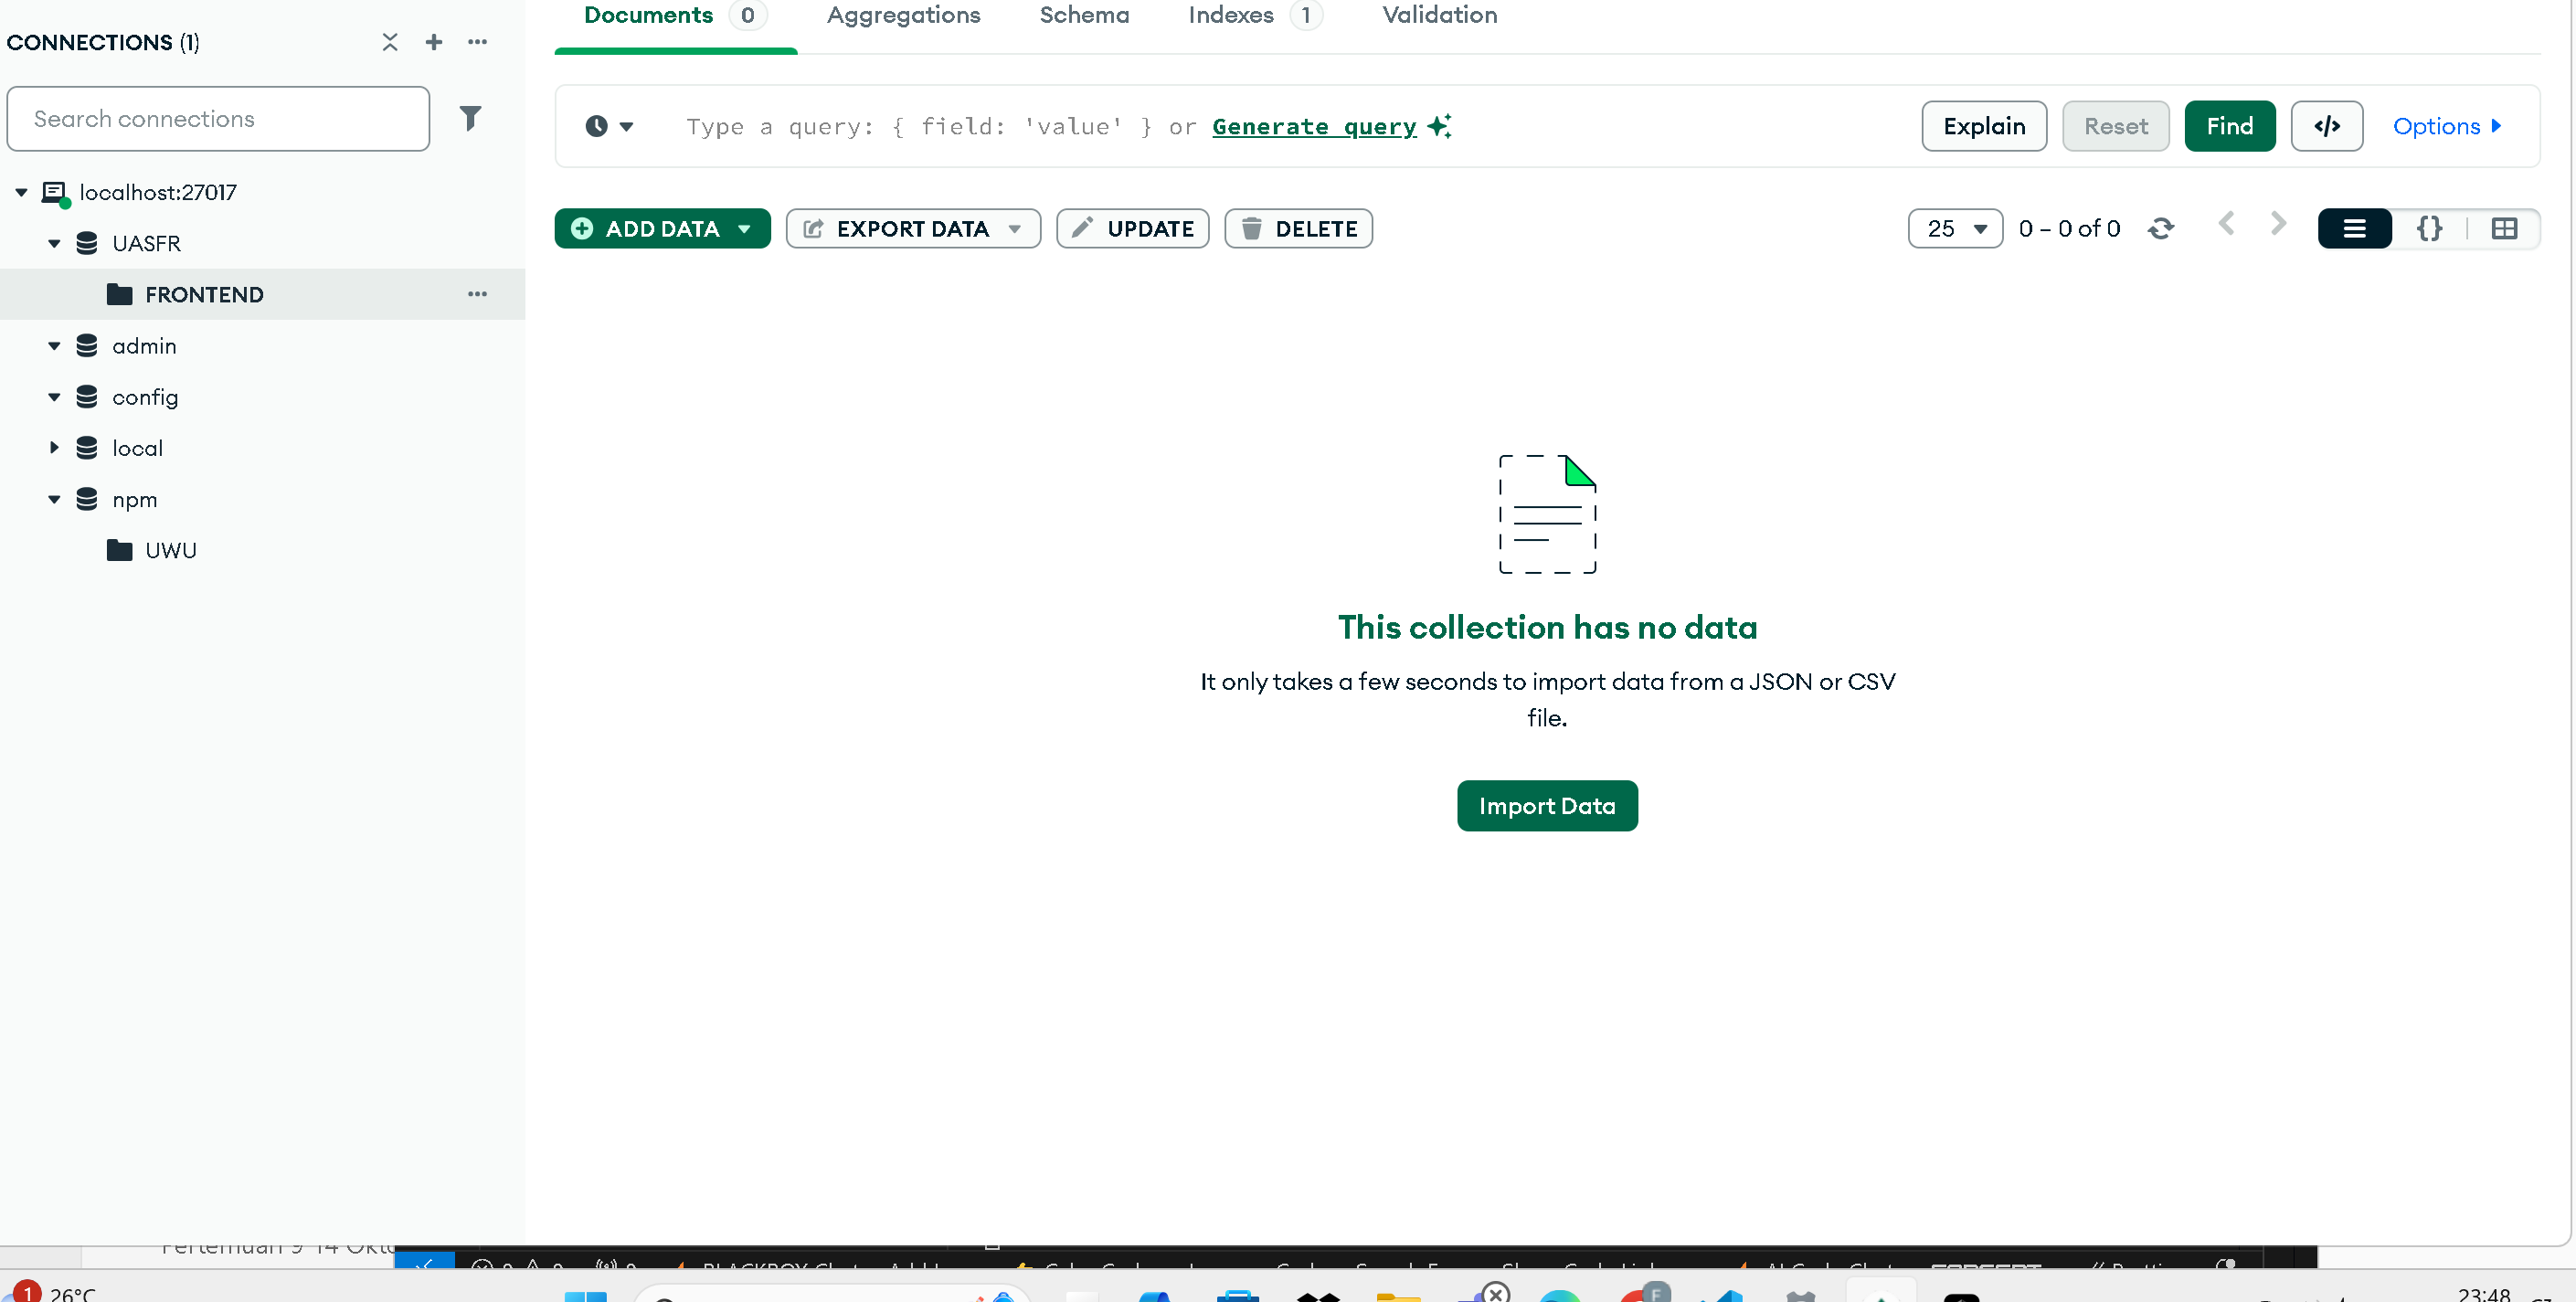 Documents 0 Aggregations Schema Indexes 1 Validation
CONNECTIONS (1)
Search connections
Type a query: { field: 'value' } or Generate query
Explain Reset Find </> Options
localhost:27017
UASFR
FRONTEND
admin
config
local
npm
UWU
ADD DATA EXPORT DATA UPDATE DELETE
25 0 – 0 of 0 {}
This collection has no data
It only takes a few seconds to import data from a JSON or CSV
file.
Import Data
1 26°C
F
23:48